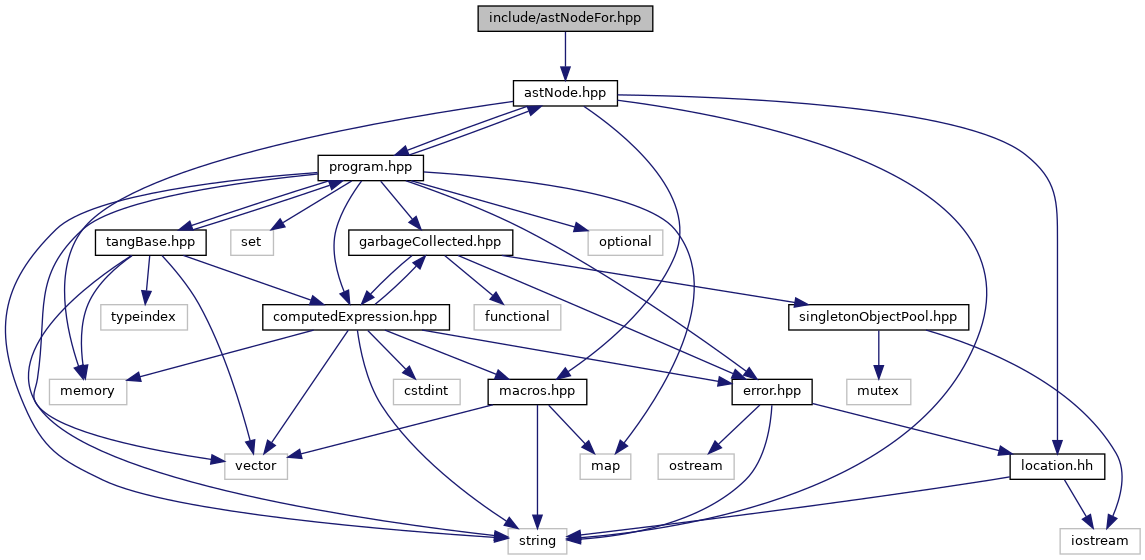 include/astNodeFor.hpp
astNode.hpp
program.hpp
tangBase.hpp
set
garbageCollected.hpp
optional
typeindex
computedExpression.hpp
functional
singletonObjectPool.hpp
memory
cstdint
macros.hpp
error.hpp
mutex
vector
map
ostream
location.hh
string
iostream